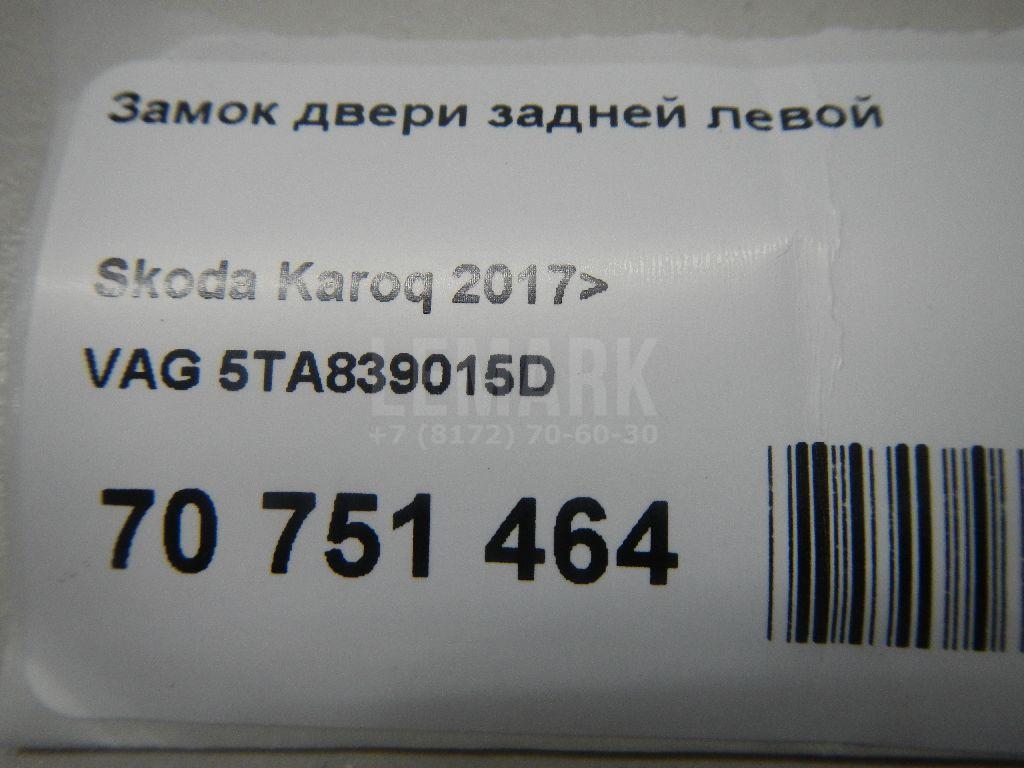 Замок двери задней левой
Skoda Karoq 2017>
VAG 5TA839015D
LEMARK
+7 (8172) 70-60-30
70 751 464